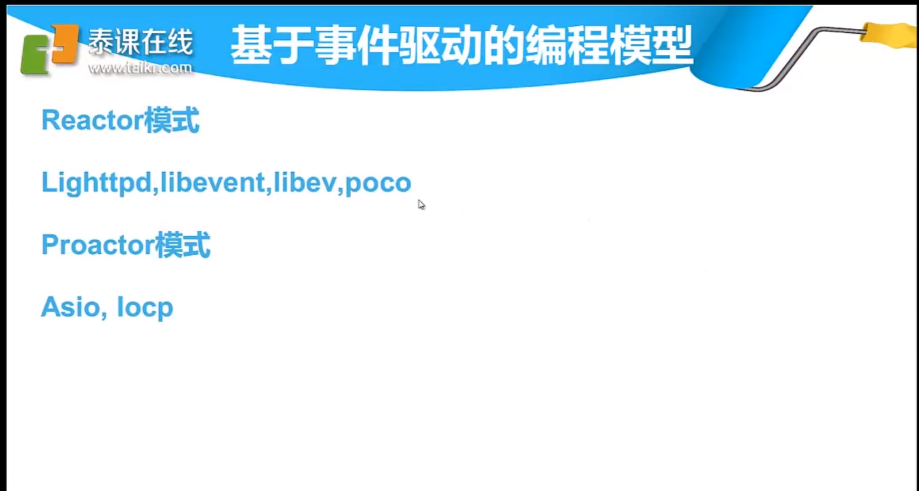 泰课在线
www.taikr.com
基于事件驱动的编程模型
Reactor模式
Lighttpd,libevent,libev,poco
Proactor模式
Asio, Iocp